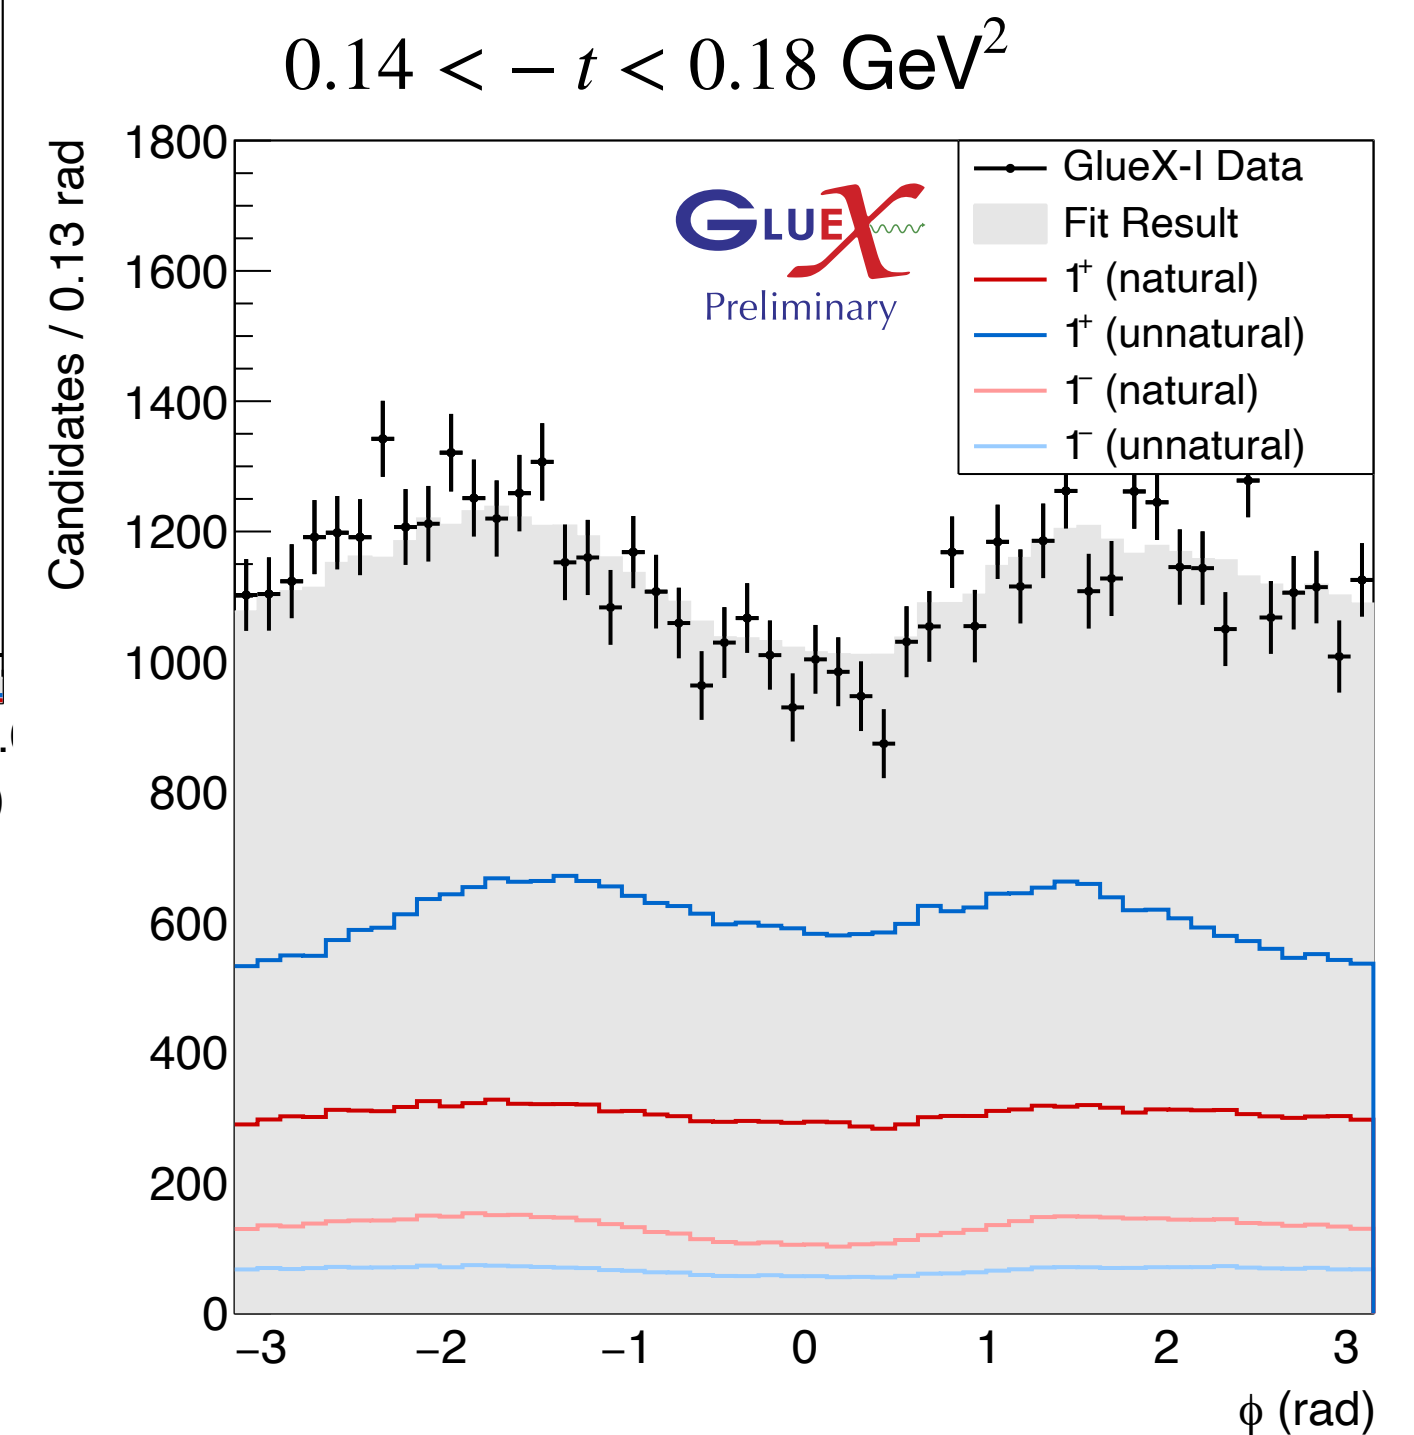 0.14 < − t < 0.18 GeV²
Candidates / 0.13 rad
1800
1600
1400
1200
1000
800
600
400
200
0
GLUEX
Preliminary
GlueX-I Data
Fit Result
1⁺ (natural)
1⁺ (unnatural)
1⁻ (natural)
1⁻ (unnatural)
−3 −2 −1 0 1 2 3
ϕ (rad)